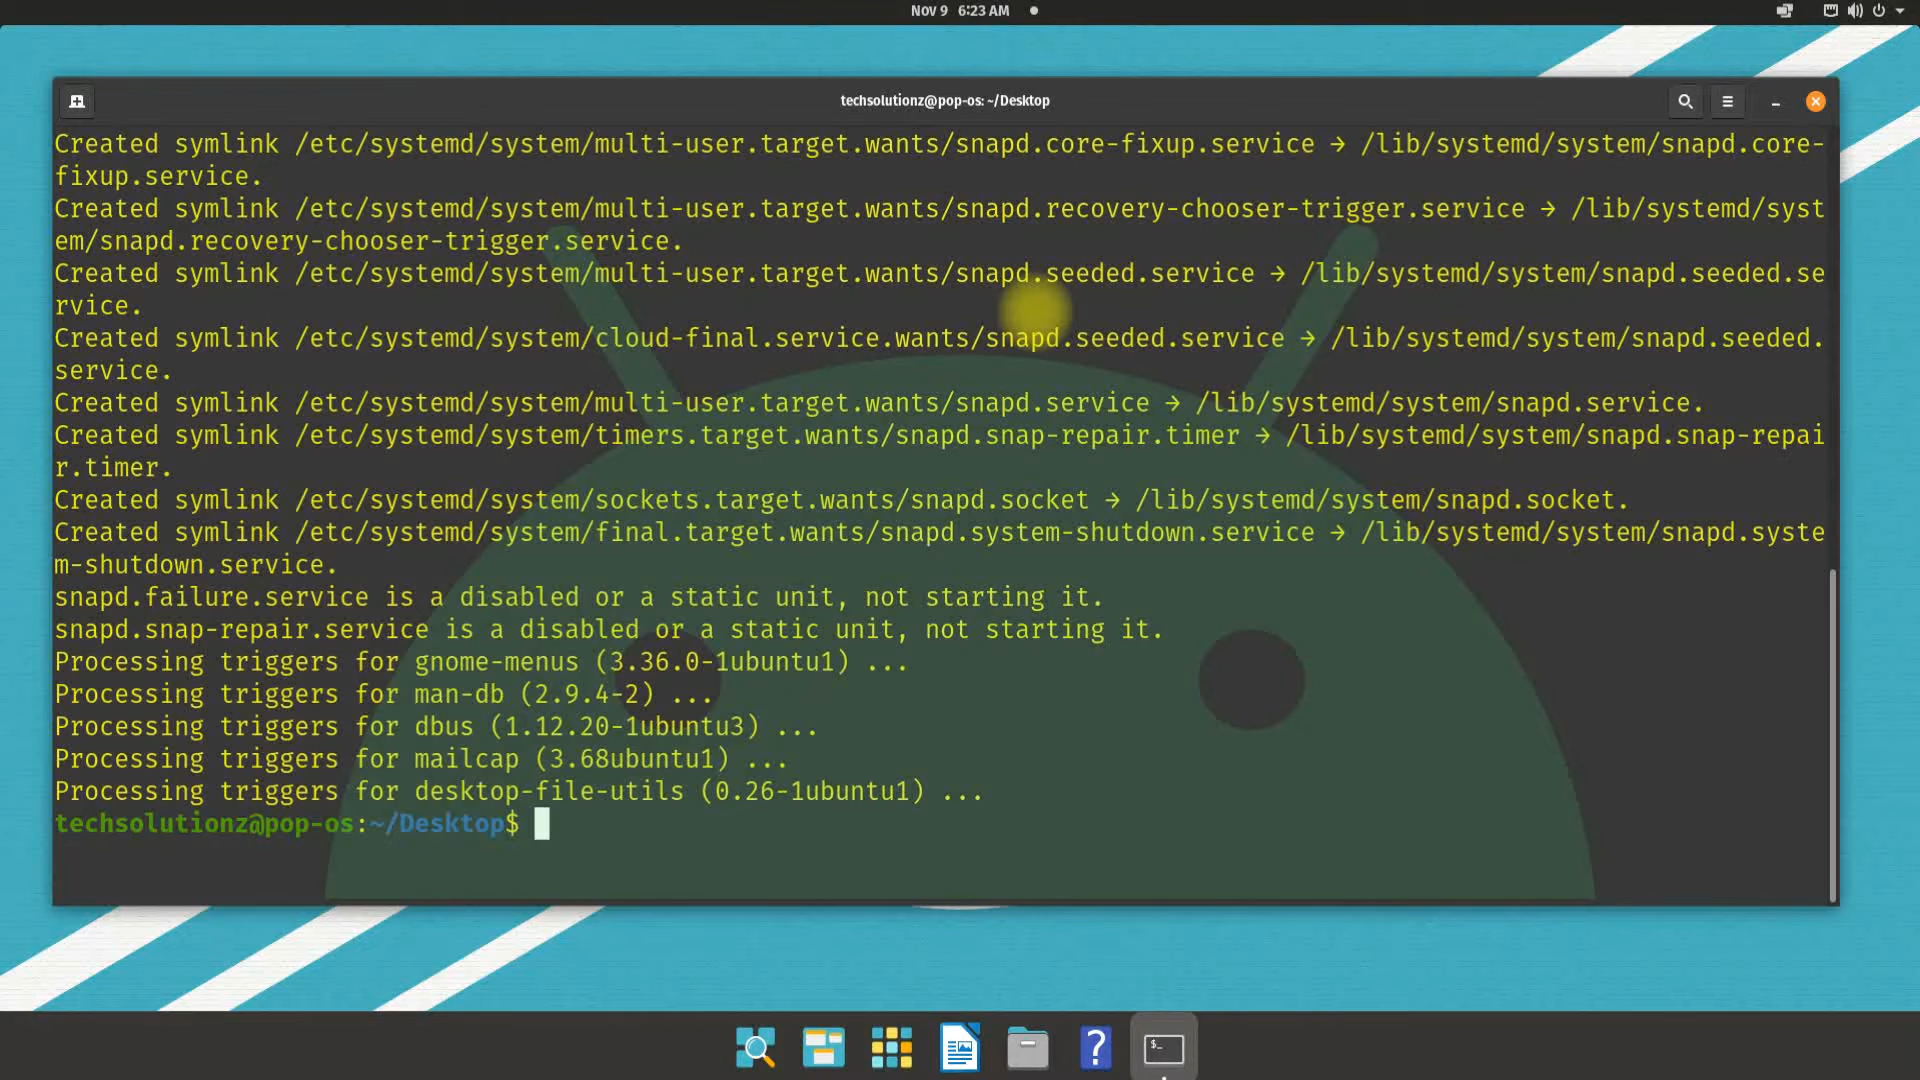 Nov 9 6:23 AM
techsolutionz@pop-os: ~/Desktop
Created symlink /etc/systemd/system/multi-user.target.wants/snapd.core-fixup.service → /lib/systemd/system/snapd.core-
fixup.service.
Created symlink /etc/systemd/system/multi-user.target.wants/snapd.recovery-chooser-trigger.service → /lib/systemd/syst
em/snapd.recovery-chooser-trigger.service.
Created symlink /etc/systemd/system/multi-user.target.wants/snapd.seeded.service → /lib/systemd/system/snapd.seeded.se
rvice.
Created symlink /etc/systemd/system/cloud-final.service.wants/snapd.seeded.service → /lib/systemd/system/snapd.seeded.
service.
Created symlink /etc/systemd/system/multi-user.target.wants/snapd.service → /lib/systemd/system/snapd.service.
Created symlink /etc/systemd/system/timers.target.wants/snapd.snap-repair.timer → /lib/systemd/system/snapd.snap-repai
r.timer.
Created symlink /etc/systemd/system/sockets.target.wants/snapd.socket → /lib/systemd/system/snapd.socket.
Created symlink /etc/systemd/system/final.target.wants/snapd.system-shutdown.service → /lib/systemd/system/snapd.syste
m-shutdown.service.
snapd.failure.service is a disabled or a static unit, not starting it.
snapd.snap-repair.service is a disabled or a static unit, not starting it.
Processing triggers for gnome-menus (3.36.0-1ubuntu1) ...
Processing triggers for man-db (2.9.4-2) ...
Processing triggers for dbus (1.12.20-1ubuntu3) ...
Processing triggers for mailcap (3.68ubuntu1) ...
Processing triggers for desktop-file-utils (0.26-1ubuntu1) ...
techsolutionz@pop-os:~/Desktop$